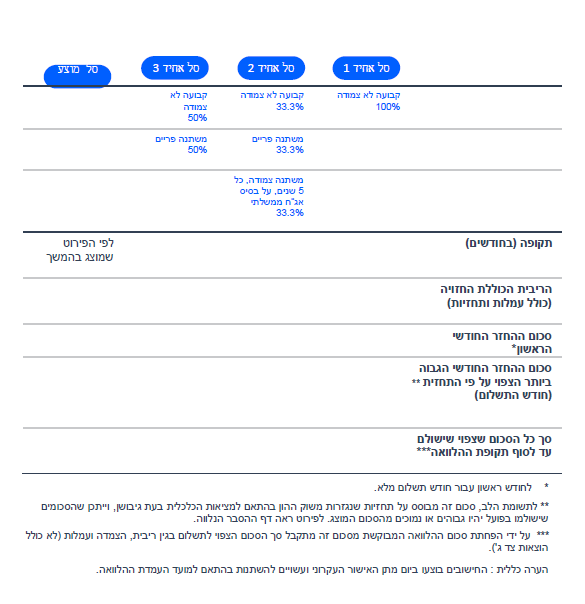 סל אחיד 1
סל אחיד 2
סל אחיד 3
סל מוצע
קבועה לא צמודה
100%
קבועה לא צמודה
33.3%
קבועה לא
צמודה
50%
משתנה פריים
33.3%
משתנה פריים
50%
משתנה צמודה, כל
5 שנים, על בסיס
אג"ח ממשלתי
33.3%
תקופה (בחודשים)
לפי הפירוט
שמוצג בהמשך
הריבית הכוללת החזויה
(כולל עמלות ותחזיות)
סכום ההחזר החודשי
הראשון*
סכום ההחזר החודשי הגבוה
ביותר הצפוי על פי התחזית **
(חודש התשלום)
סך כל הסכום שצפוי שישולם
עד לסוף תקופת ההלוואה***
* לחודש ראשון עבור חודש תשלום מלא.
** לתשומת הלב, סכום זה מבוסס על תחזיות שנגזרות משוק ההון בהתאם למציאות הכלכלית בעת גיבושן, וייתכן שהסכומים
שישולמו בפועל יהיו גבוהים או נמוכים מהסכום המוצג. לפירוט ראה דף ההסבר הנלווה.
*** על ידי הפחתת סכום ההלוואה המבוקשת מסכום זה מתקבל סך הסכום הצפוי לתשלום בגין ריבית, הצמדה ועמלות (לא כולל
הוצאות צד ג').
הערה כללית : החישובים בוצעו ביום מתן האישור העקרוני ועשויים להשתנות בהתאם למועד העמדת ההלוואה.